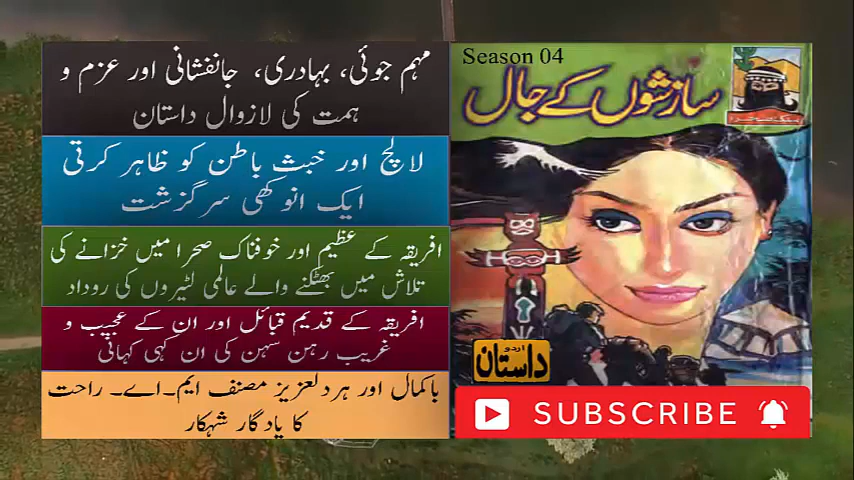 مہم جوئی، بہادری، جانفشانی اور عزم و
ہمت کی لازوال داستان
لالچ اور خبث باطن کو ظاہر کرتی
ایک انوکھی سرگزشت
افریقہ کے عظیم اور خوفناک صحرا میں خزانے کی
تلاش میں بھٹکنے والے عالمی لٹیروں کی روداد
افریقہ کے قدیم قبائل اور ان کے عجیب و
غریب رہن سہن کی ان کہی کہانی
باکمال اور ہردلعزیز مصنف ایم۔اے۔ راحت
کا یادگار شہکار
Season 04
سازشوں کے جال
اردو
داستان
SUBSCRIBE